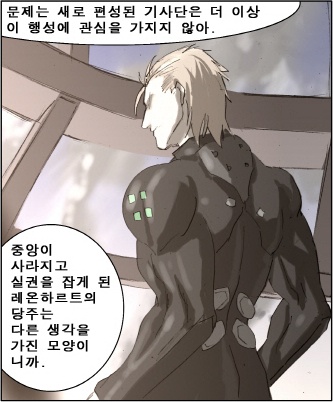 문제는 새로 편성된 기사단은 더 이상
이 행성에 관심을 가지지 않아.
중앙이
사라지고
실권을 잡게 된
레온하르트의
당주는
다른 생각을
가진 모양이
니까.